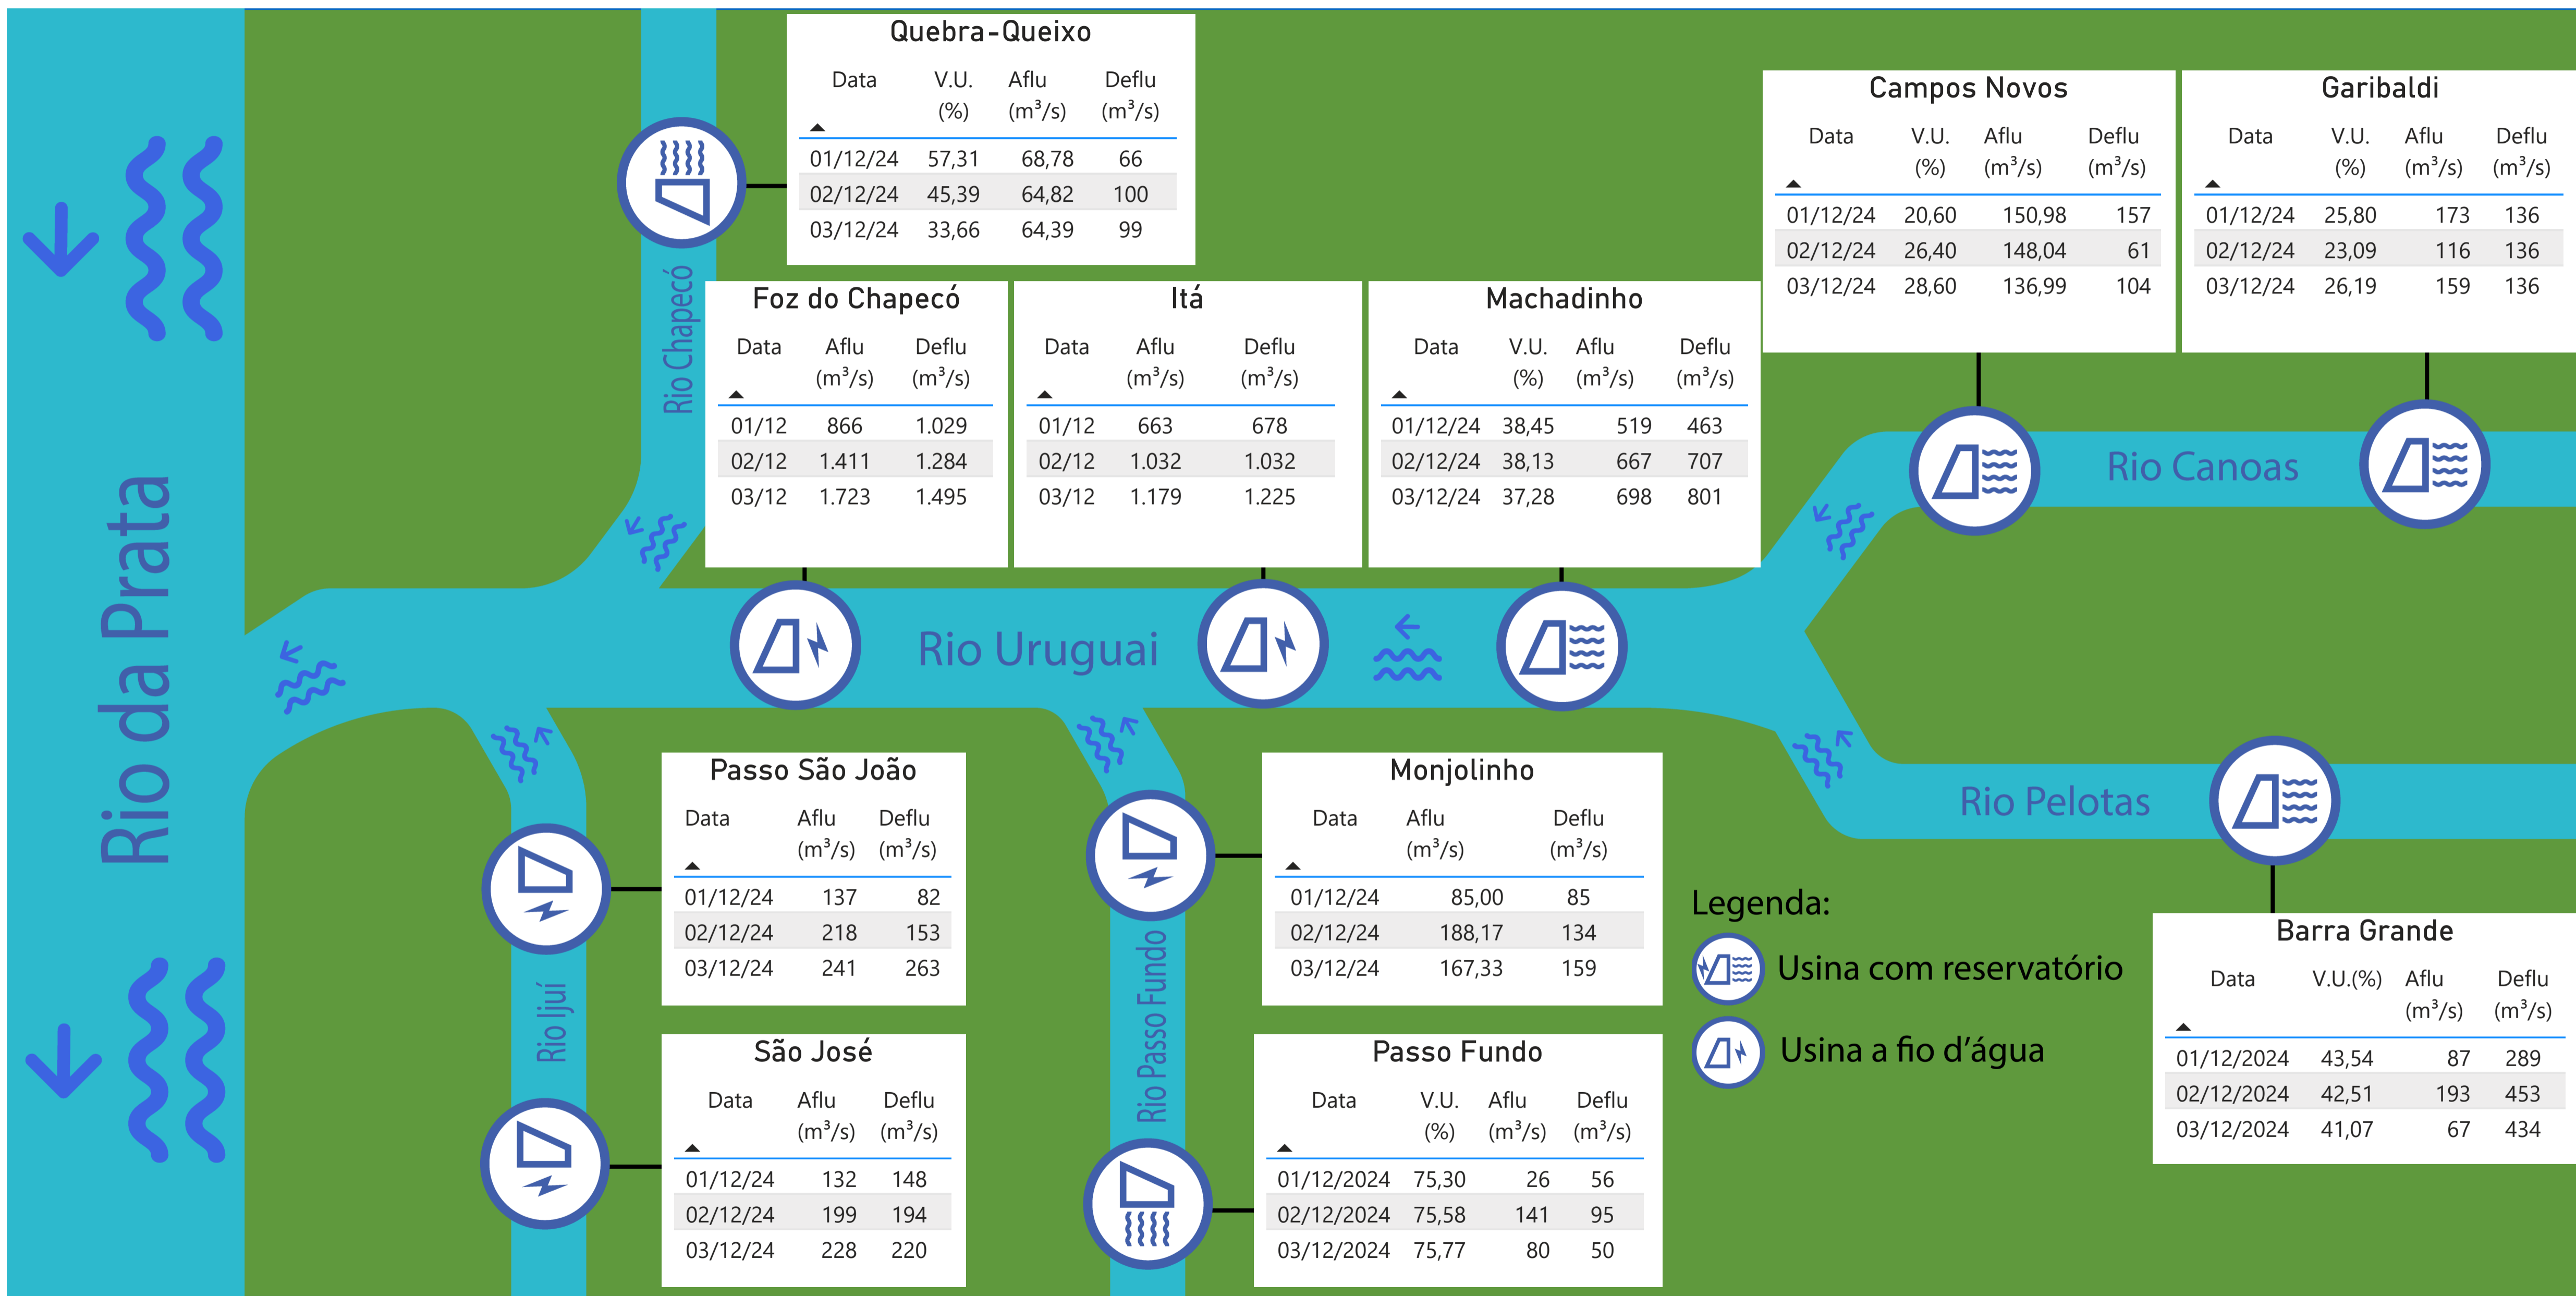 Quebra-Queixo
Data V.U. (%) Aflu (m³/s) Deflu (m³/s)
01/12/24 57,31 68,78 66
02/12/24 45,39 64,82 100
03/12/24 33,66 64,39 99
Campos Novos
Data V.U. (%) Aflu (m³/s) Deflu (m³/s)
01/12/24 20,60 150,98 157
02/12/24 26,40 148,04 61
03/12/24 28,60 136,99 104
Garibaldi
Data V.U. (%) Aflu (m³/s) Deflu (m³/s)
01/12/24 25,80 173 136
02/12/24 23,09 116 136
03/12/24 26,19 159 136
Foz do Chapecó
Data Aflu (m³/s) Deflu (m³/s)
01/12 866 1.029
02/12 1.411 1.284
03/12 1.723 1.495
Itá
Data Aflu (m³/s) Deflu (m³/s)
01/12 663 678
02/12 1.032 1.032
03/12 1.179 1.225
Machadinho
Data V.U. (%) Aflu (m³/s) Deflu (m³/s)
01/12/24 38,45 519 463
02/12/24 38,13 667 707
03/12/24 37,28 698 801
Rio Chapecó
Rio Canoas
Rio da Prata
Rio Uruguai
Rio Pelotas
Passo São João
Data Aflu (m³/s) Deflu (m³/s)
01/12/24 137 82
02/12/24 218 153
03/12/24 241 263
Monjolinho
Data Aflu (m³/s) Deflu (m³/s)
01/12/24 85,00 85
02/12/24 188,17 134
03/12/24 167,33 159
Rio Ijuí
Rio Passo Fundo
São José
Data Aflu (m³/s) Deflu (m³/s)
01/12/24 132 148
02/12/24 199 194
03/12/24 228 220
Passo Fundo
Data V.U. (%) Aflu (m³/s) Deflu (m³/s)
01/12/2024 75,30 26 56
02/12/2024 75,58 141 95
03/12/2024 75,77 80 50
Legenda:
Usina com reservatório
Usina a fio d’água
Barra Grande
Data V.U.(%) Aflu (m³/s) Deflu (m³/s)
01/12/2024 43,54 87 289
02/12/2024 42,51 193 453
03/12/2024 41,07 67 434